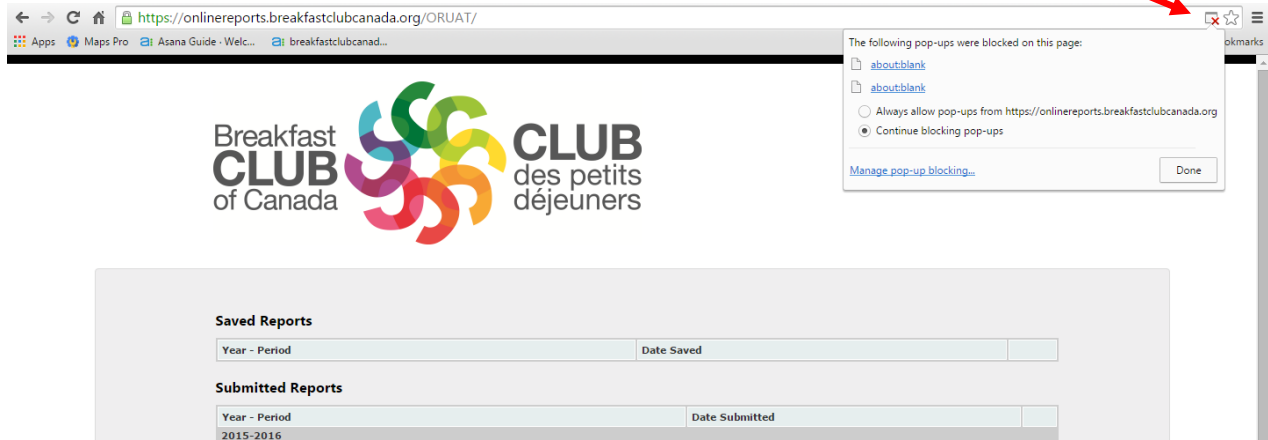 https://onlinereports.breakfastclubcanada.org/ORUAT/
Apps Maps Pro Asana Guide - Welc... breakfastclubcanad... okmarks
The following pop-ups were blocked on this page:
about:blank
about:blank
Always allow pop-ups from https://onlinereports.breakfastclubcanada.org
Continue blocking pop-ups
Manage pop-up blocking... Done
Breakfast
CLUB
of Canada
CLUB
des petits
déjeuners
Saved Reports
Year - Period Date Saved
Submitted Reports
Year - Period Date Submitted
2015-2016